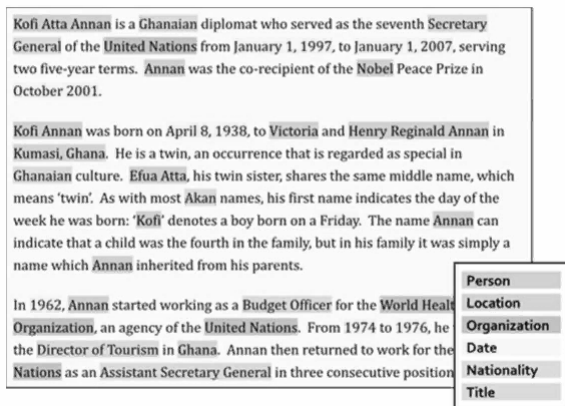 Kofi Atta Annan is a Ghanaian diplomat who served as the seventh Secretary
General of the United Nations from January 1, 1997, to January 1, 2007, serving
two five-year terms. Annan was the co-recipient of the Nobel Peace Prize in
October 2001.
Kofi Annan was born on April 8, 1938, to Victoria and Henry Reginald Annan in
Kumasi, Ghana. He is a twin, an occurrence that is regarded as special in
Ghanaian culture. Efua Atta, his twin sister, shares the same middle name, which
means 'twin'. As with most Akan names, his first name indicates the day of the
week he was born: 'Kofi' denotes a boy born on a Friday. The name Annan can
indicate that a child was the fourth in the family, but in his family it was simply a
name which Annan inherited from his parents.
In 1962, Annan started working as a Budget Officer for the World Healt
Organization, an agency of the United Nations. From 1974 to 1976, he
the Director of Tourism in Ghana. Annan then returned to work for the
Nations as an Assistant Secretary General in three consecutive position
Person
Location
Organization
Date
Nationality
Title